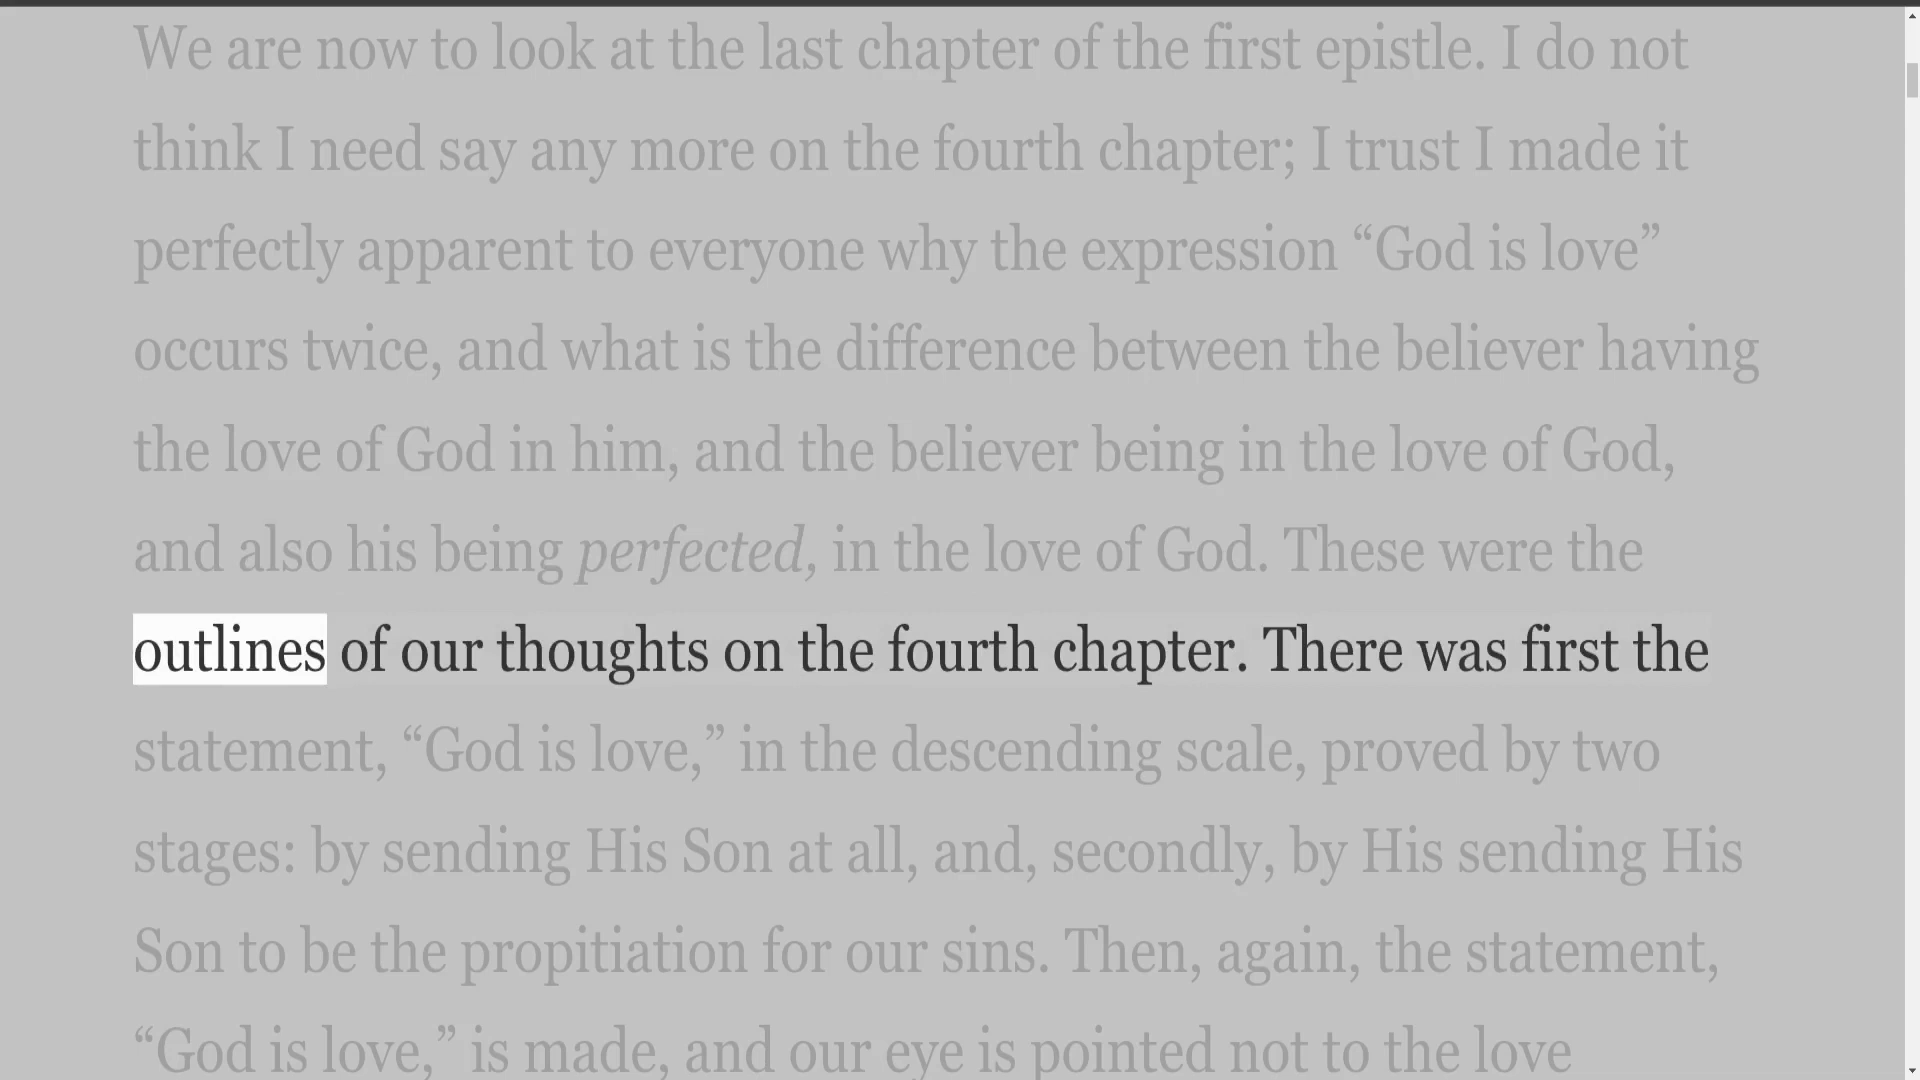 We are now to look at the last chapter of the first epistle. I do not
think I need say any more on the fourth chapter; I trust I made it
perfectly apparent to everyone why the expression “God is love”
occurs twice, and what is the difference between the believer having
the love of God in him, and the believer being in the love of God,
and also his being perfected, in the love of God. These were the
outlines of our thoughts on the fourth chapter. There was first the
statement, “God is love,” in the descending scale, proved by two
stages: by sending His Son at all, and, secondly, by His sending His
Son to be the propitiation for our sins. Then, again, the statement,
“God is love,” is made, and our eye is pointed not to the love